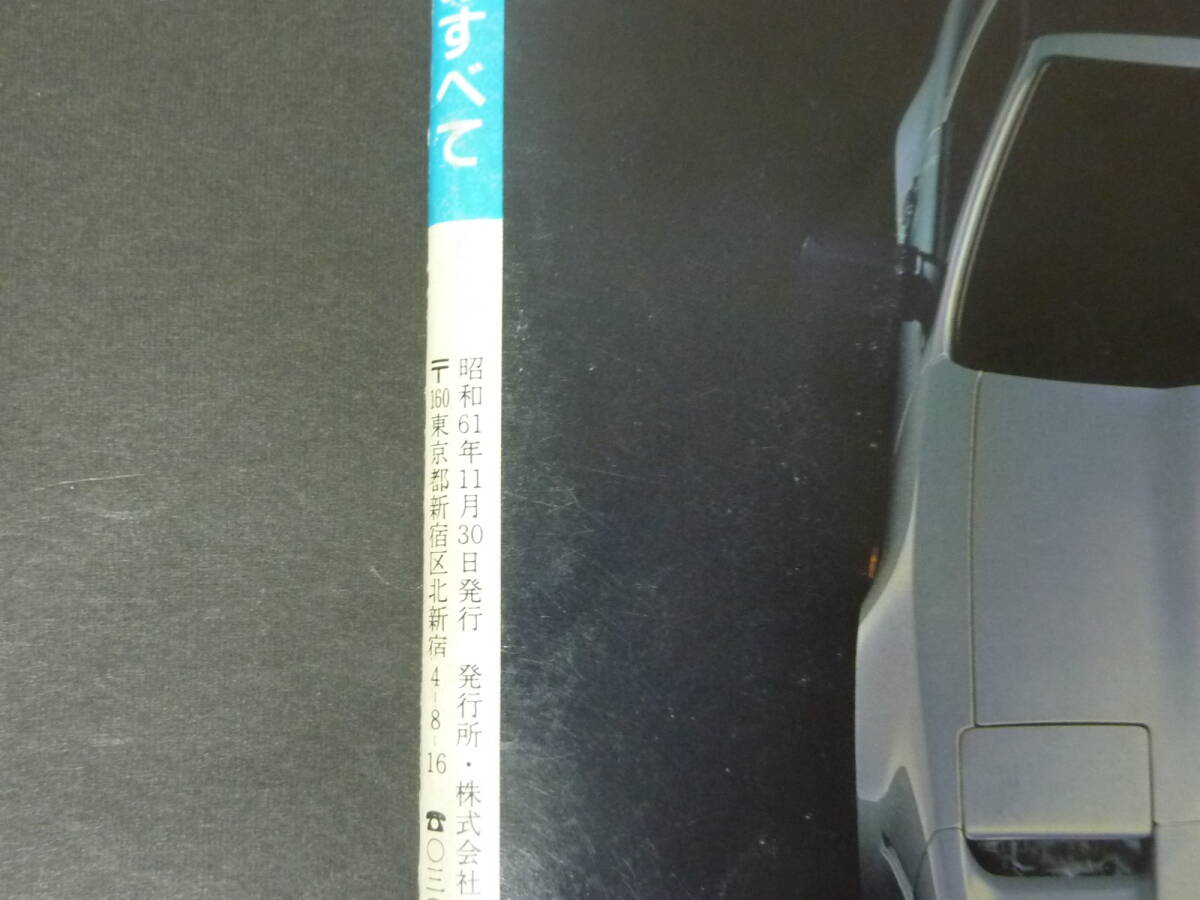 すべて
昭和61年11月30日発行 発行所・株式会社
〒160東京都新宿区北新宿4-8-16 ☎〇三